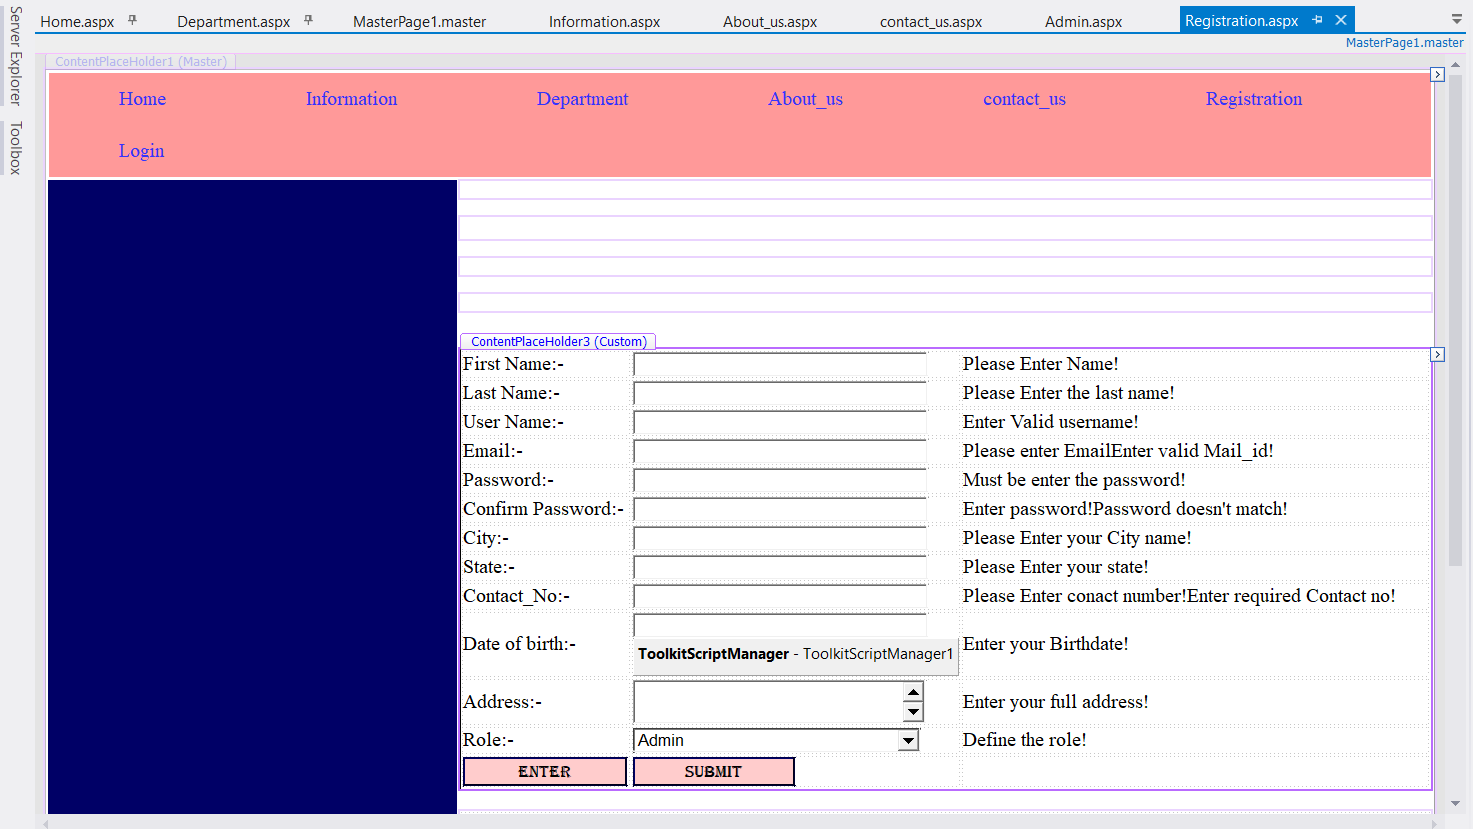 Home.aspx Department.aspx MasterPage1.master Information.aspx About_us.aspx contact_us.aspx Admin.aspx Registration.aspx
MasterPage1.master
Server Explorer
Toolbox
ContentPlaceHolder1 (Master)
Home Information Department About_us contact_us Registration
Login
ContentPlaceHolder3 (Custom)
First Name:- Please Enter Name!
Last Name:- Please Enter the last name!
User Name:- Enter Valid username!
Email:- Please enter EmailEnter valid Mail_id!
Password:- Must be enter the password!
Confirm Password:- Enter password!Password doesn't match!
City:- Please Enter your City name!
State:- Please Enter your state!
Contact_No:- Please Enter conact number!Enter required Contact no!
Date of birth:- Enter your Birthdate!
ToolkitScriptManager - ToolkitScriptManager1
Address:- Enter your full address!
Role:- Admin Define the role!
ENTER SUBMIT